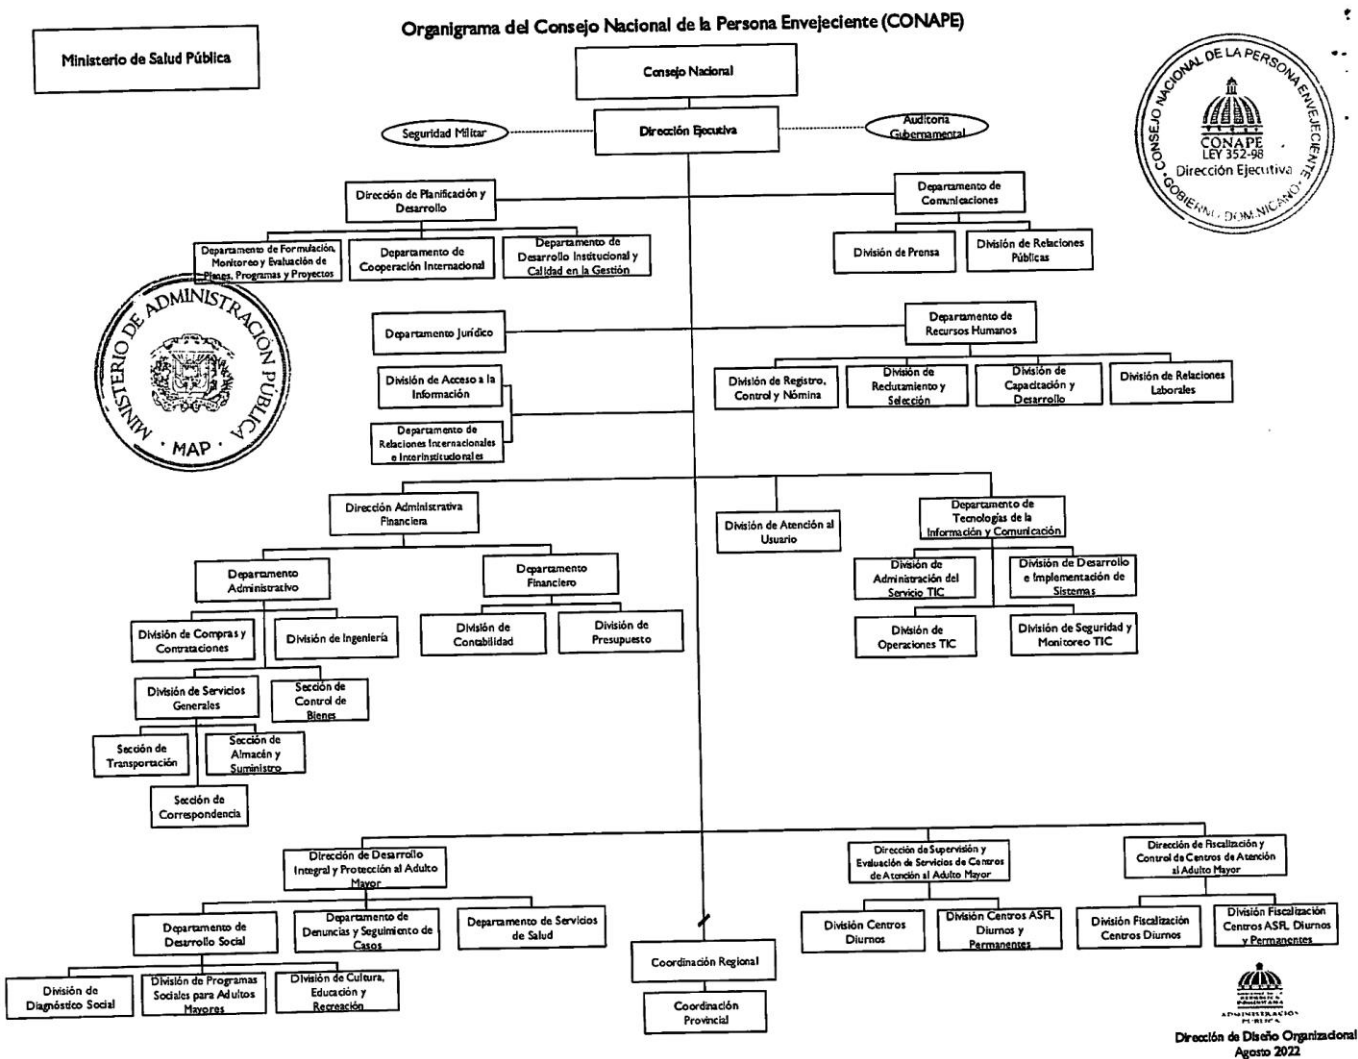 Organigrama del Consejo Nacional de la Persona Envejeciente (CONAPE)
Ministerio de Salud Pública
Consejo Nacional
Seguridad Militar
Dirección Ejecutiva
Auditoria
Gubernamental
CONSEJO NACIONAL DE LA PERSONA ENVEJECIENTE
CONAPE
LEY 352-98
Dirección Ejecutiva
GOBIERNO DOMINICANO
Dirección de Planificación y
Desarrollo
Departamento de
Comunicaciones
Departamento de Formulación,
Monitoreo y Evaluación de
Planes, Programas y Proyectos
Departamento de
Cooperación Internacional
Departamento de
Desarrollo Institucional y
Calidad en la Gestión
División de Prensa
División de Relaciones
Públicas
MINISTERIO DE ADMINISTRACIÓN PÚBLICA
MAP
Departamento Jurídico
Departamento de
Recursos Humanos
División de Acceso a la
Información
Departamento de
Relaciones Internacionales
e Interinstitucionales
División de Registro,
Control y Nómina
División de
Reclutamiento y
Selección
División de
Capacitación y
Desarrollo
División de Relaciones
Laborales
Dirección Administrativa
Financiera
División de Atención al
Usuario
Departamento de
Tecnologías de la
Información y Comunicación
Departamento
Administrativo
Departamento
Financiero
División de
Administración del
Servicio TIC
División de Desarrollo
e Implementación de
Sistemas
División de Compras y
Contrataciones
División de Ingeniería
División de
Contabilidad
División de
Presupuesto
División de
Operaciones TIC
División de Seguridad y
Monitoreo TIC
División de Servicios
Generales
Sección de
Control de
Bienes
Sección de
Transportación
Sección de
Almacén y
Suministro
Sección de
Correspondencia
Dirección de Desarrollo
Integral y Protección al Adulto
Mayor
Dirección de Supervisión y
Evaluación de Servicios de Centros
de Atención al Adulto Mayor
Dirección de Fiscalización y
Control de Centros de Atención
al Adulto Mayor
Departamento de
Desarrollo Social
Departamento de
Denuncias y Seguimiento de
Casos
Departamento de Servicios
de Salud
División Centros
Diurnos
División Centros ASFL
Diurnos y
Permanentes
División Fiscalización
Centros Diurnos
División Fiscalización
Centros ASFL Diurnos
y Permanentes
División de
Diagnóstico Social
División de Programas
Sociales para Adultos
Mayores
División de Cultura,
Educación y
Recreación
Coordinación Regional
Coordinación
Provincial
REPÚBLICA
DOMINICANA
ADMINISTRACIÓN
PÚBLICA
Dirección de Diseño Organizacional
Agosto 2022